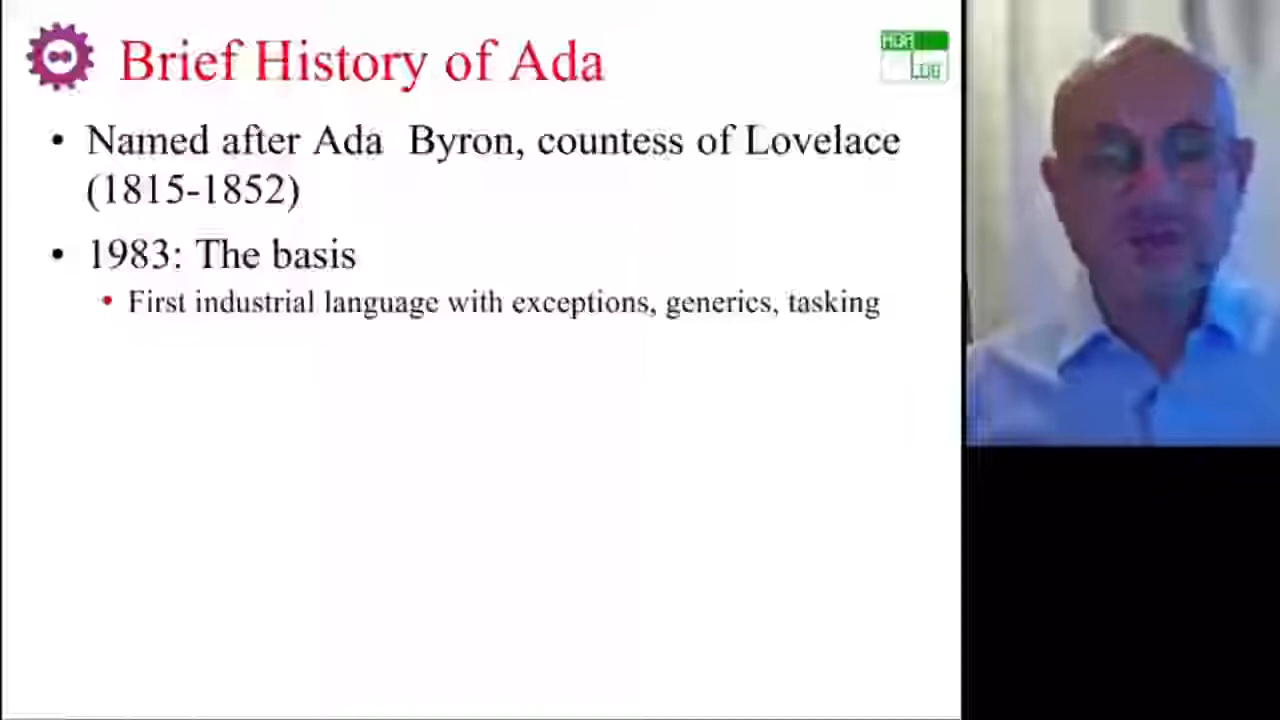 Brief History of Ada
• Named after Ada Byron, countess of Lovelace
(1815-1852)
• 1983: The basis
• First industrial language with exceptions, generics, tasking